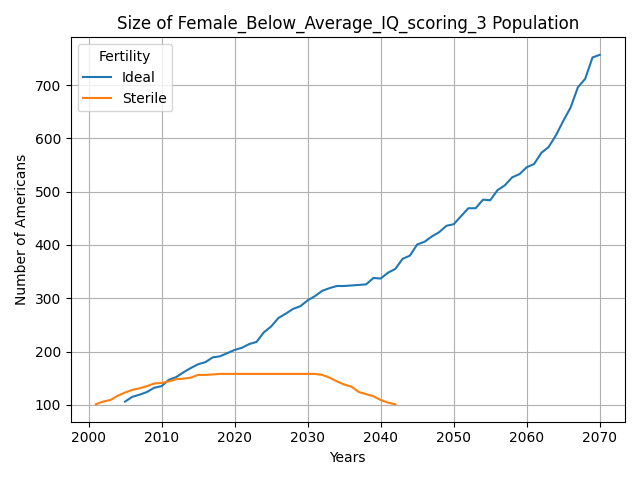 Size of Female_Below_Average_IQ_scoring_3 Population
Fertility
Ideal
Sterile
Number of Americans
700
600
500
400
300
200
100
2000 2010 2020 2030 2040 2050 2060 2070
Years